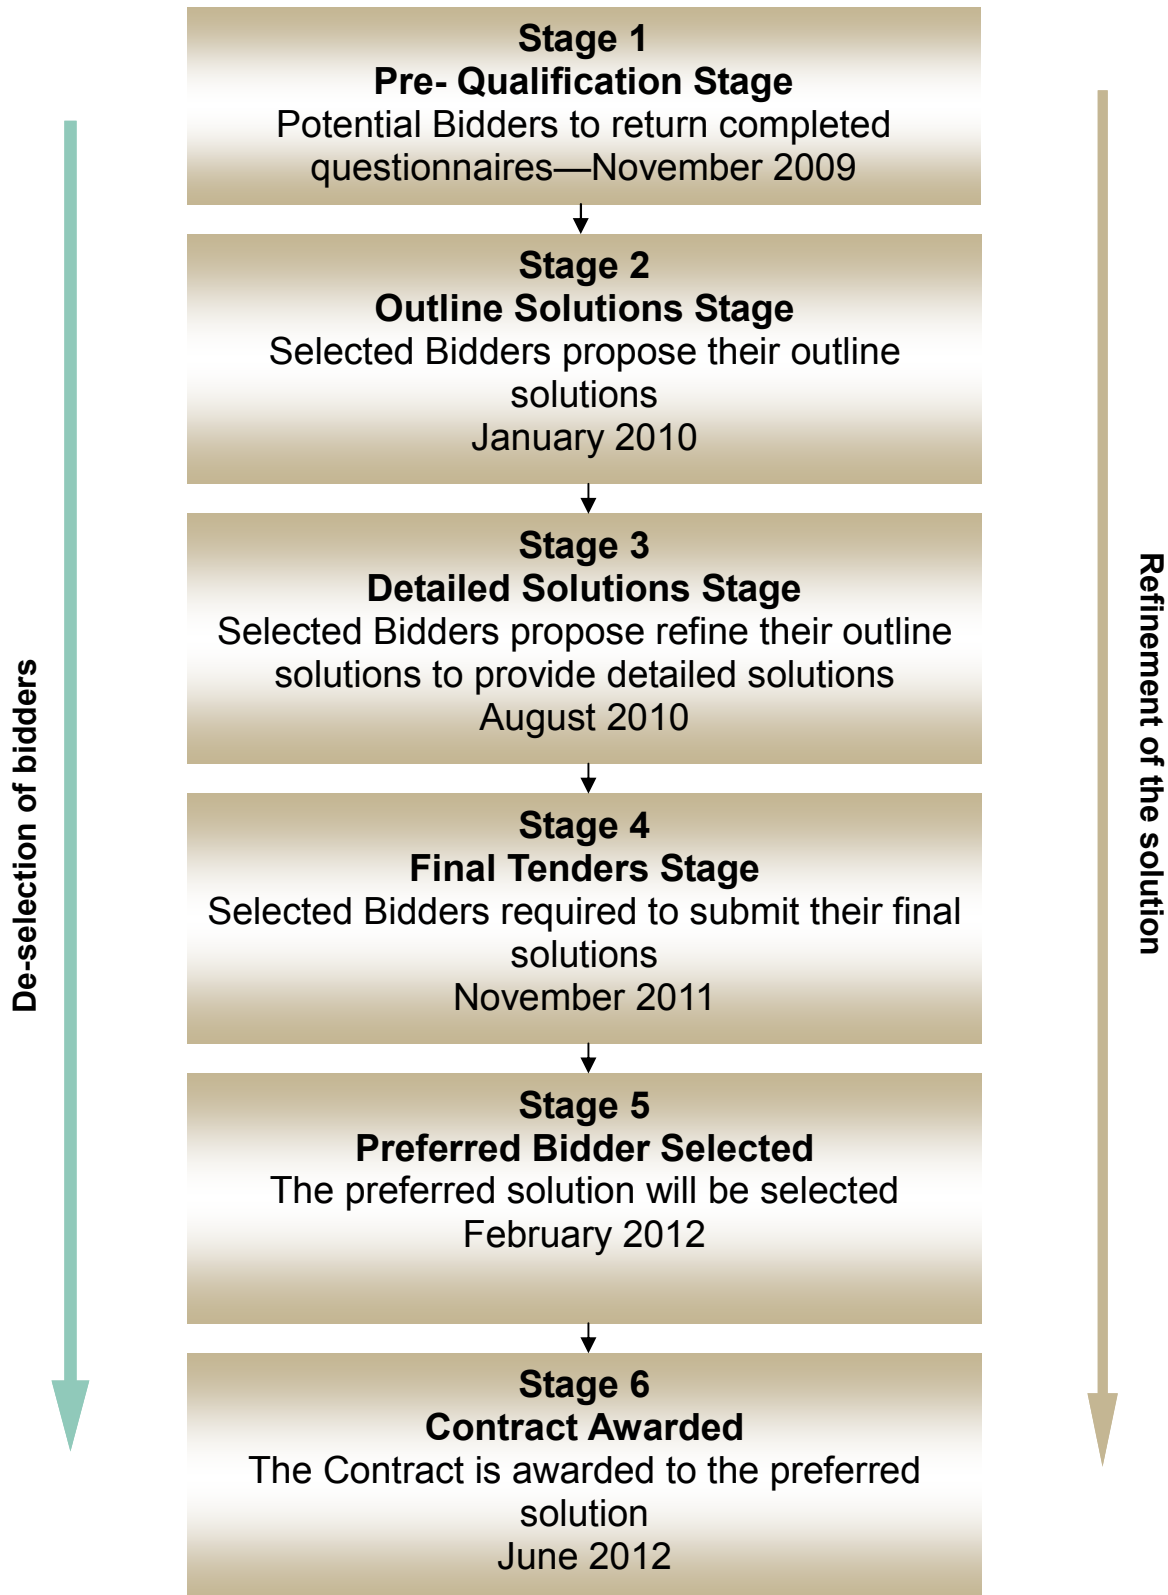 Stage 1
Pre- Qualification Stage
Potential Bidders to return completed
questionnaires—November 2009
Stage 2
Outline Solutions Stage
Selected Bidders propose their outline
solutions
January 2010
Stage 3
Detailed Solutions Stage
Selected Bidders propose refine their outline
solutions to provide detailed solutions
August 2010
Stage 4
Final Tenders Stage
Selected Bidders required to submit their final
solutions
November 2011
Stage 5
Preferred Bidder Selected
The preferred solution will be selected
February 2012
Stage 6
Contract Awarded
The Contract is awarded to the preferred
solution
June 2012
De-selection of bidders
Refinement of the solution